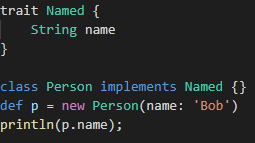 trait Named {
    String name
}

class Person implements Named {}
def p = new Person(name: 'Bob')
println(p.name);